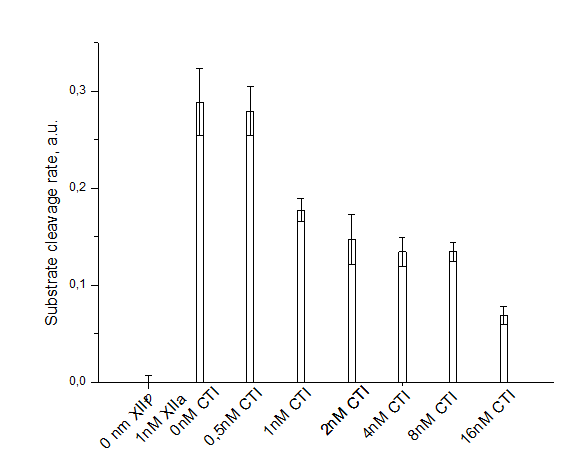 Substrate cleavage rate, a.u.
0,3
0,2
0,1
0,0
0 nm XIIf
1nM XIIa
0nM CTI
0,5nM CTI
1nM CTI
2nM CTI
4nM CTI
8nM CTI
16nM CTI